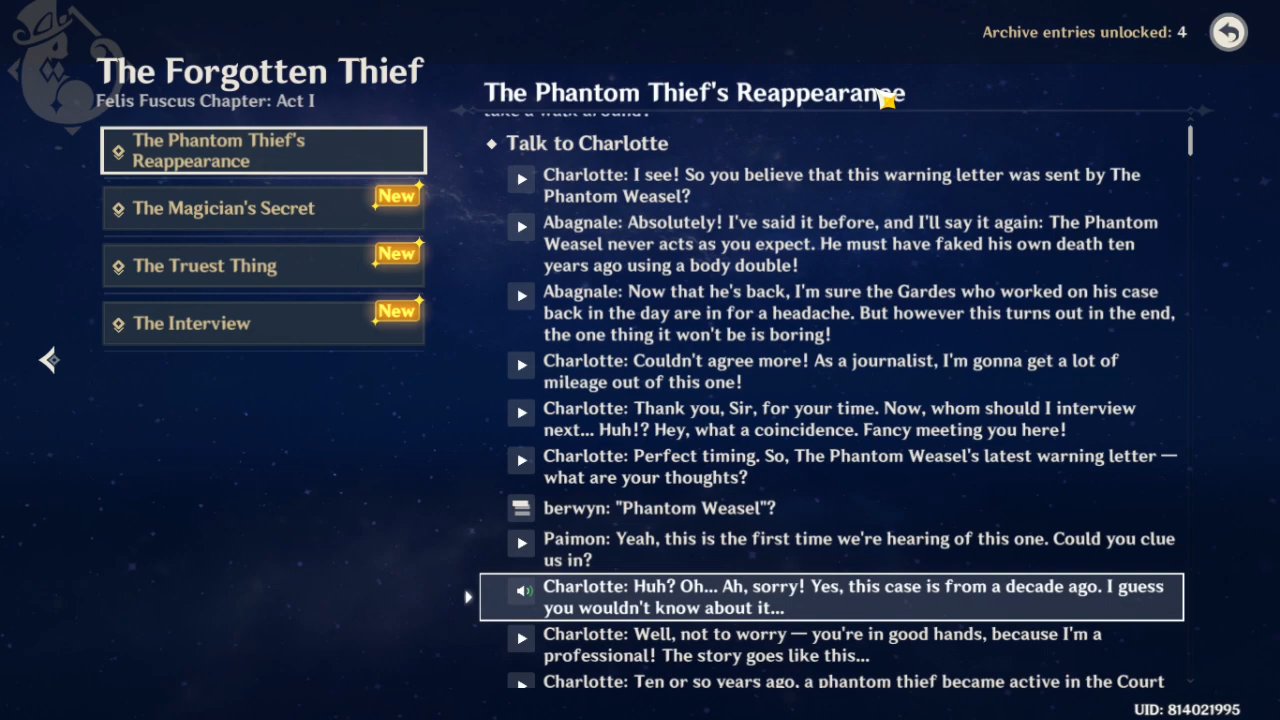 Archive entries unlocked: 4
The Forgotten Thief
Felis Fuscus Chapter: Act I
The Phantom Thief's
Reappearance
New
The Magician's Secret
New
The Truest Thing
New
The Interview
The Phantom Thief's Reappearance
take a walk around?
Talk to Charlotte
Charlotte: I see! So you believe that this warning letter was sent by The
Phantom Weasel?
Abagnale: Absolutely! I've said it before, and I'll say it again: The Phantom
Weasel never acts as you expect. He must have faked his own death ten
years ago using a body double!
Abagnale: Now that he's back, I'm sure the Gardes who worked on his case
back in the day are in for a headache. But however this turns out in the end,
the one thing it won't be is boring!
Charlotte: Couldn't agree more! As a journalist, I'm gonna get a lot of
mileage out of this one!
Charlotte: Thank you, Sir, for your time. Now, whom should I interview
next... Huh!? Hey, what a coincidence. Fancy meeting you here!
Charlotte: Perfect timing. So, The Phantom Weasel's latest warning letter —
what are your thoughts?
berwyn: "Phantom Weasel"?
Paimon: Yeah, this is the first time we're hearing of this one. Could you clue
us in?
Charlotte: Huh? Oh... Ah, sorry! Yes, this case is from a decade ago. I guess
you wouldn't know about it...
Charlotte: Well, not to worry — you're in good hands, because I'm a
professional! The story goes like this...
Charlotte: Ten or so years ago, a phantom thief became active in the Court
UID: 814021995